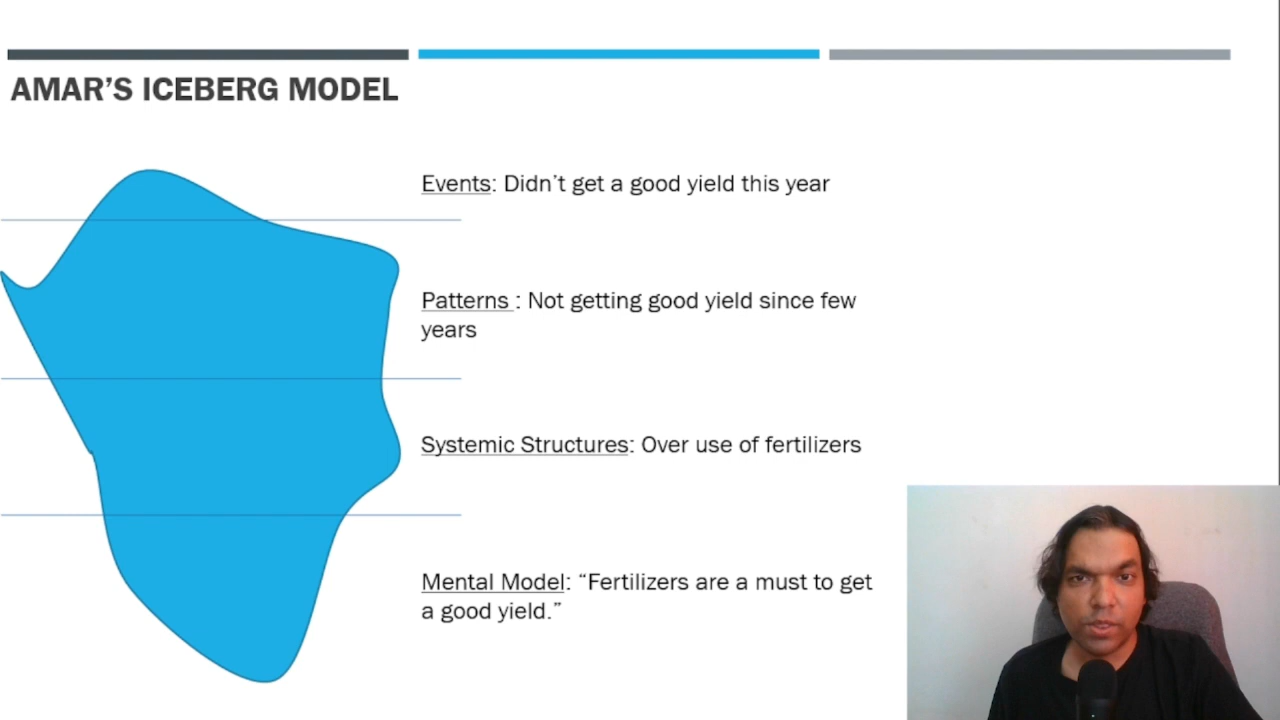 AMAR’S ICEBERG MODEL
Events: Didn’t get a good yield this year
Patterns : Not getting good yield since few
years
Systemic Structures: Over use of fertilizers
Mental Model: “Fertilizers are a must to get
a good yield.”